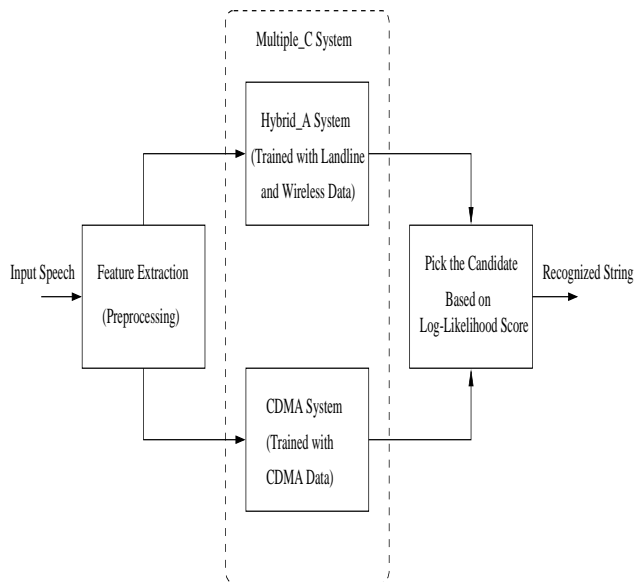 Multiple_C System
Hybrid_A System
(Trained with Landline
and Wireless Data)
Input Speech
Feature Extraction
(Preprocessing)
Pick the Candidate
Based on
Log-Likelihood Score
Recognized String
CDMA System
(Trained with
CDMA Data)